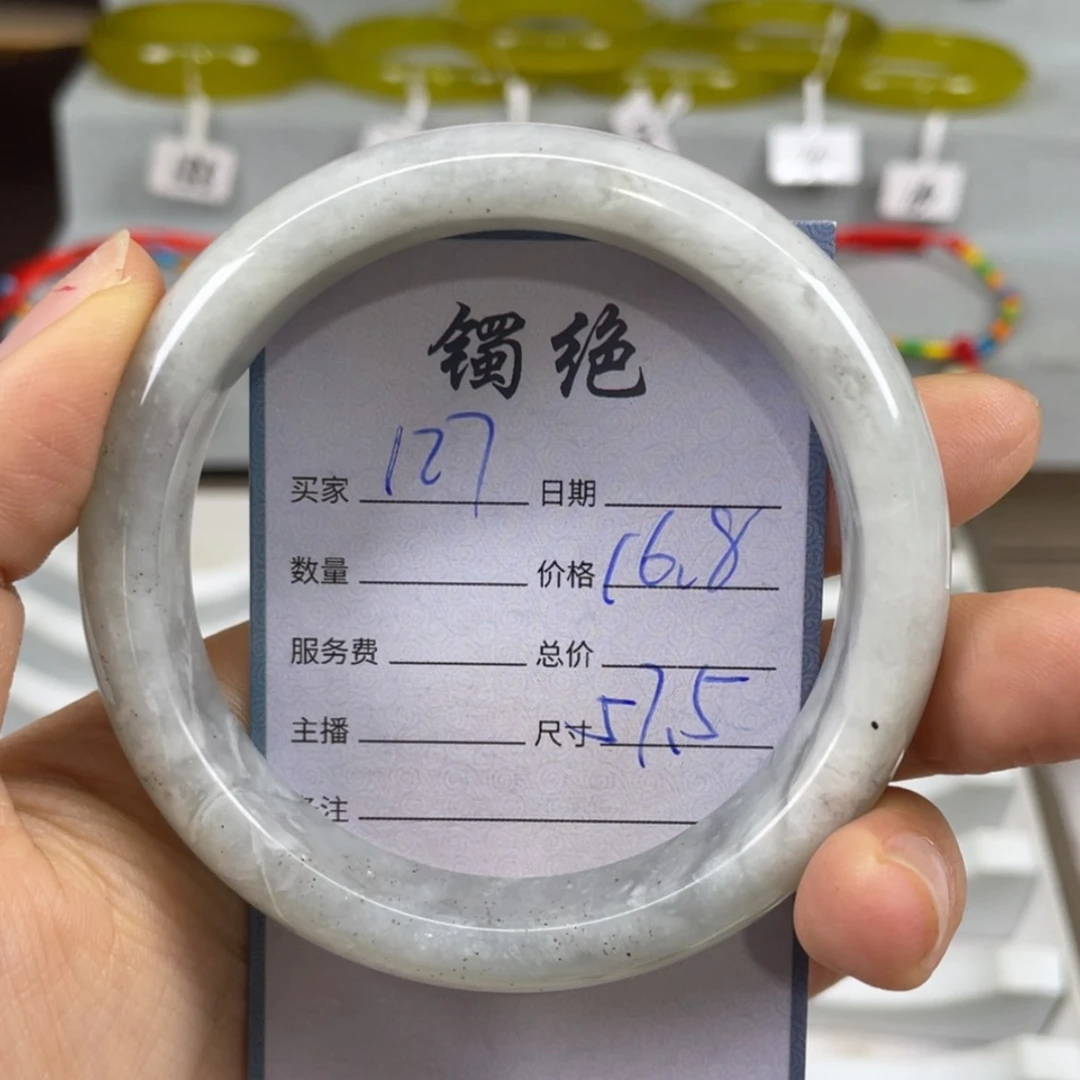 镯绝
买家 127 日期
数量 价格 16.8
服务费 总价
主播 尺寸 57.5
注